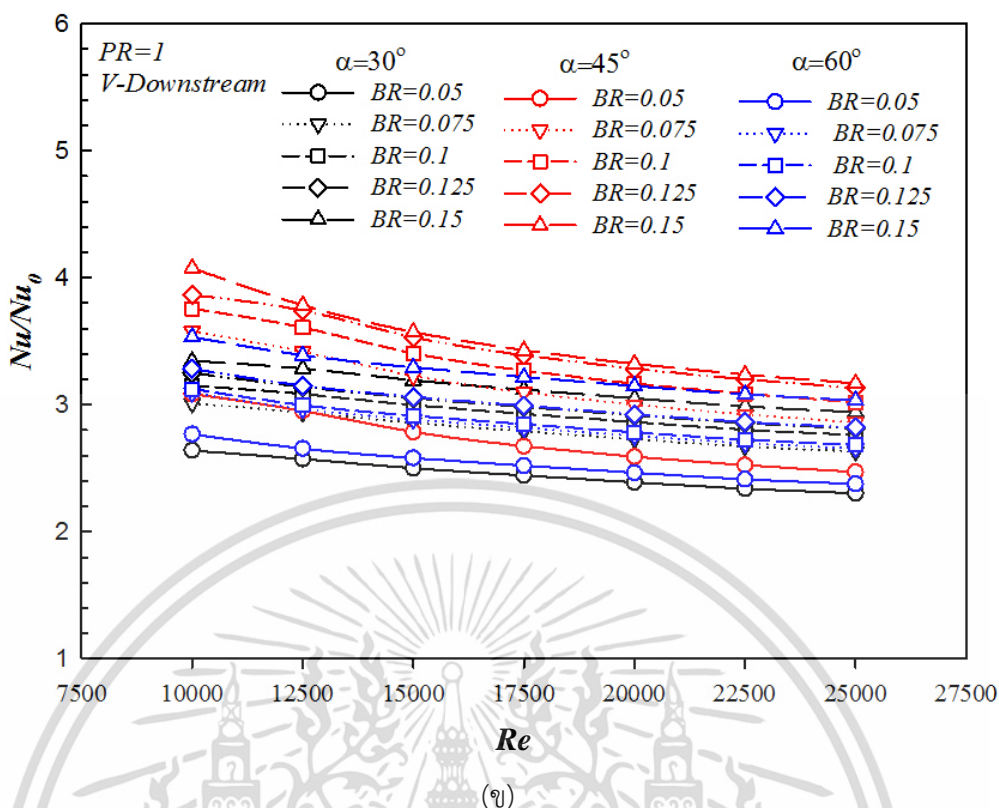 PR=1
V-Downstream
α=30°
BR=0.05
BR=0.075
BR=0.1
BR=0.125
BR=0.15
α=45°
BR=0.05
BR=0.075
BR=0.1
BR=0.125
BR=0.15
α=60°
BR=0.05
BR=0.075
BR=0.1
BR=0.125
BR=0.15
Nu/Nu₀
6
5
4
3
2
1
7500 10000 12500 15000 17500 20000 22500 25000 27500
Re
(ข)